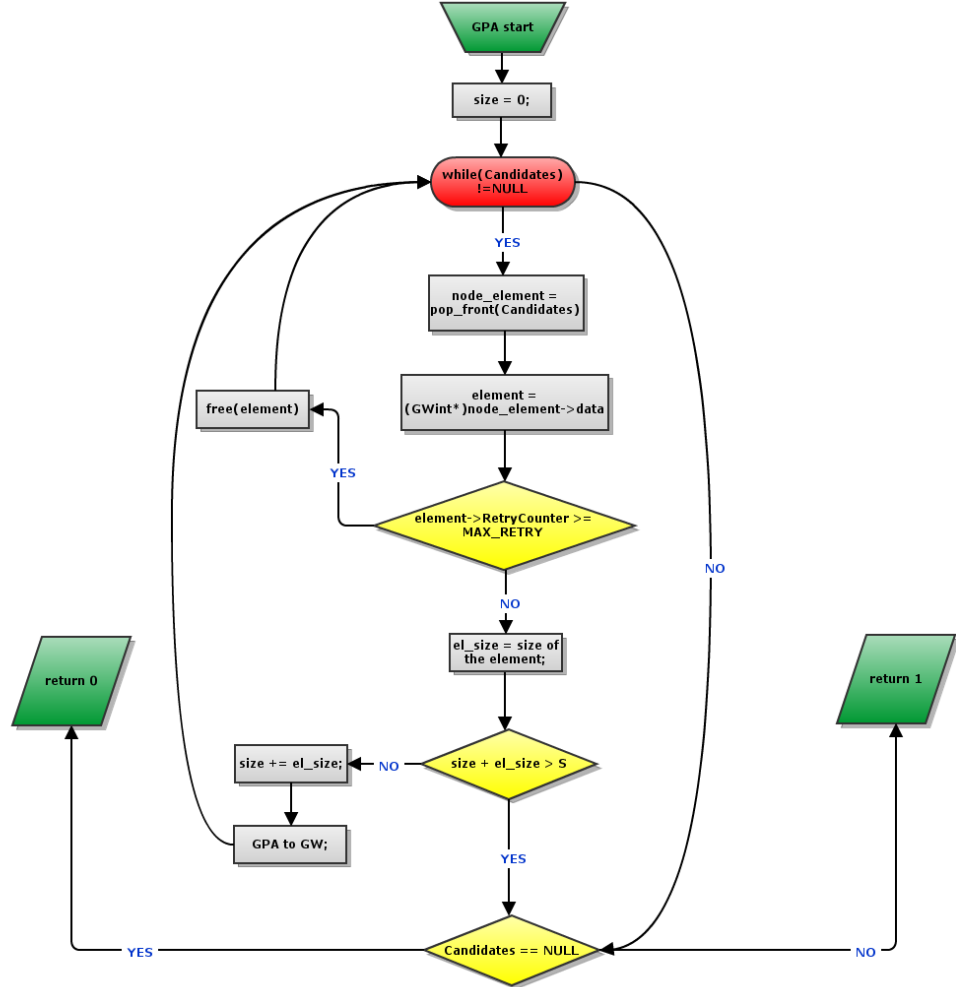 GPA start
size = 0;
while(Candidates)
!=NULL
YES
node_element =
pop_front(Candidates)
element =
(GWint*)node_element->data
free(element)
YES
element->RetryCounter >=
MAX_RETRY
NO
NO
el_size = size of
the element;
return 0
return 1
size += el_size;
NO
size + el_size > S
GPA to GW;
YES
YES
Candidates == NULL
NO